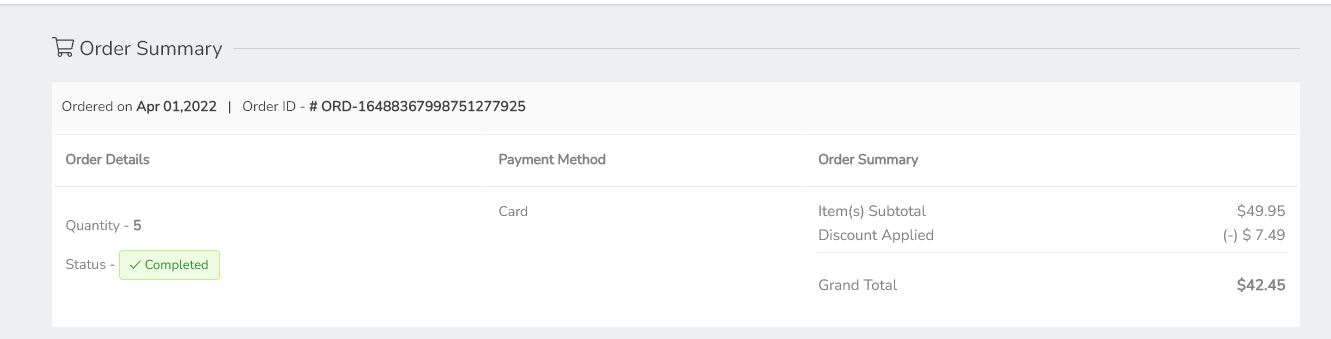 Order Summary
Ordered on Apr 01,2022 | Order ID - # ORD-16488367998751277925
Order Details Payment Method Order Summary
Quantity - 5 Card Item(s) Subtotal $49.95
Discount Applied (-) $ 7.49
Status - Completed
Grand Total $42.45